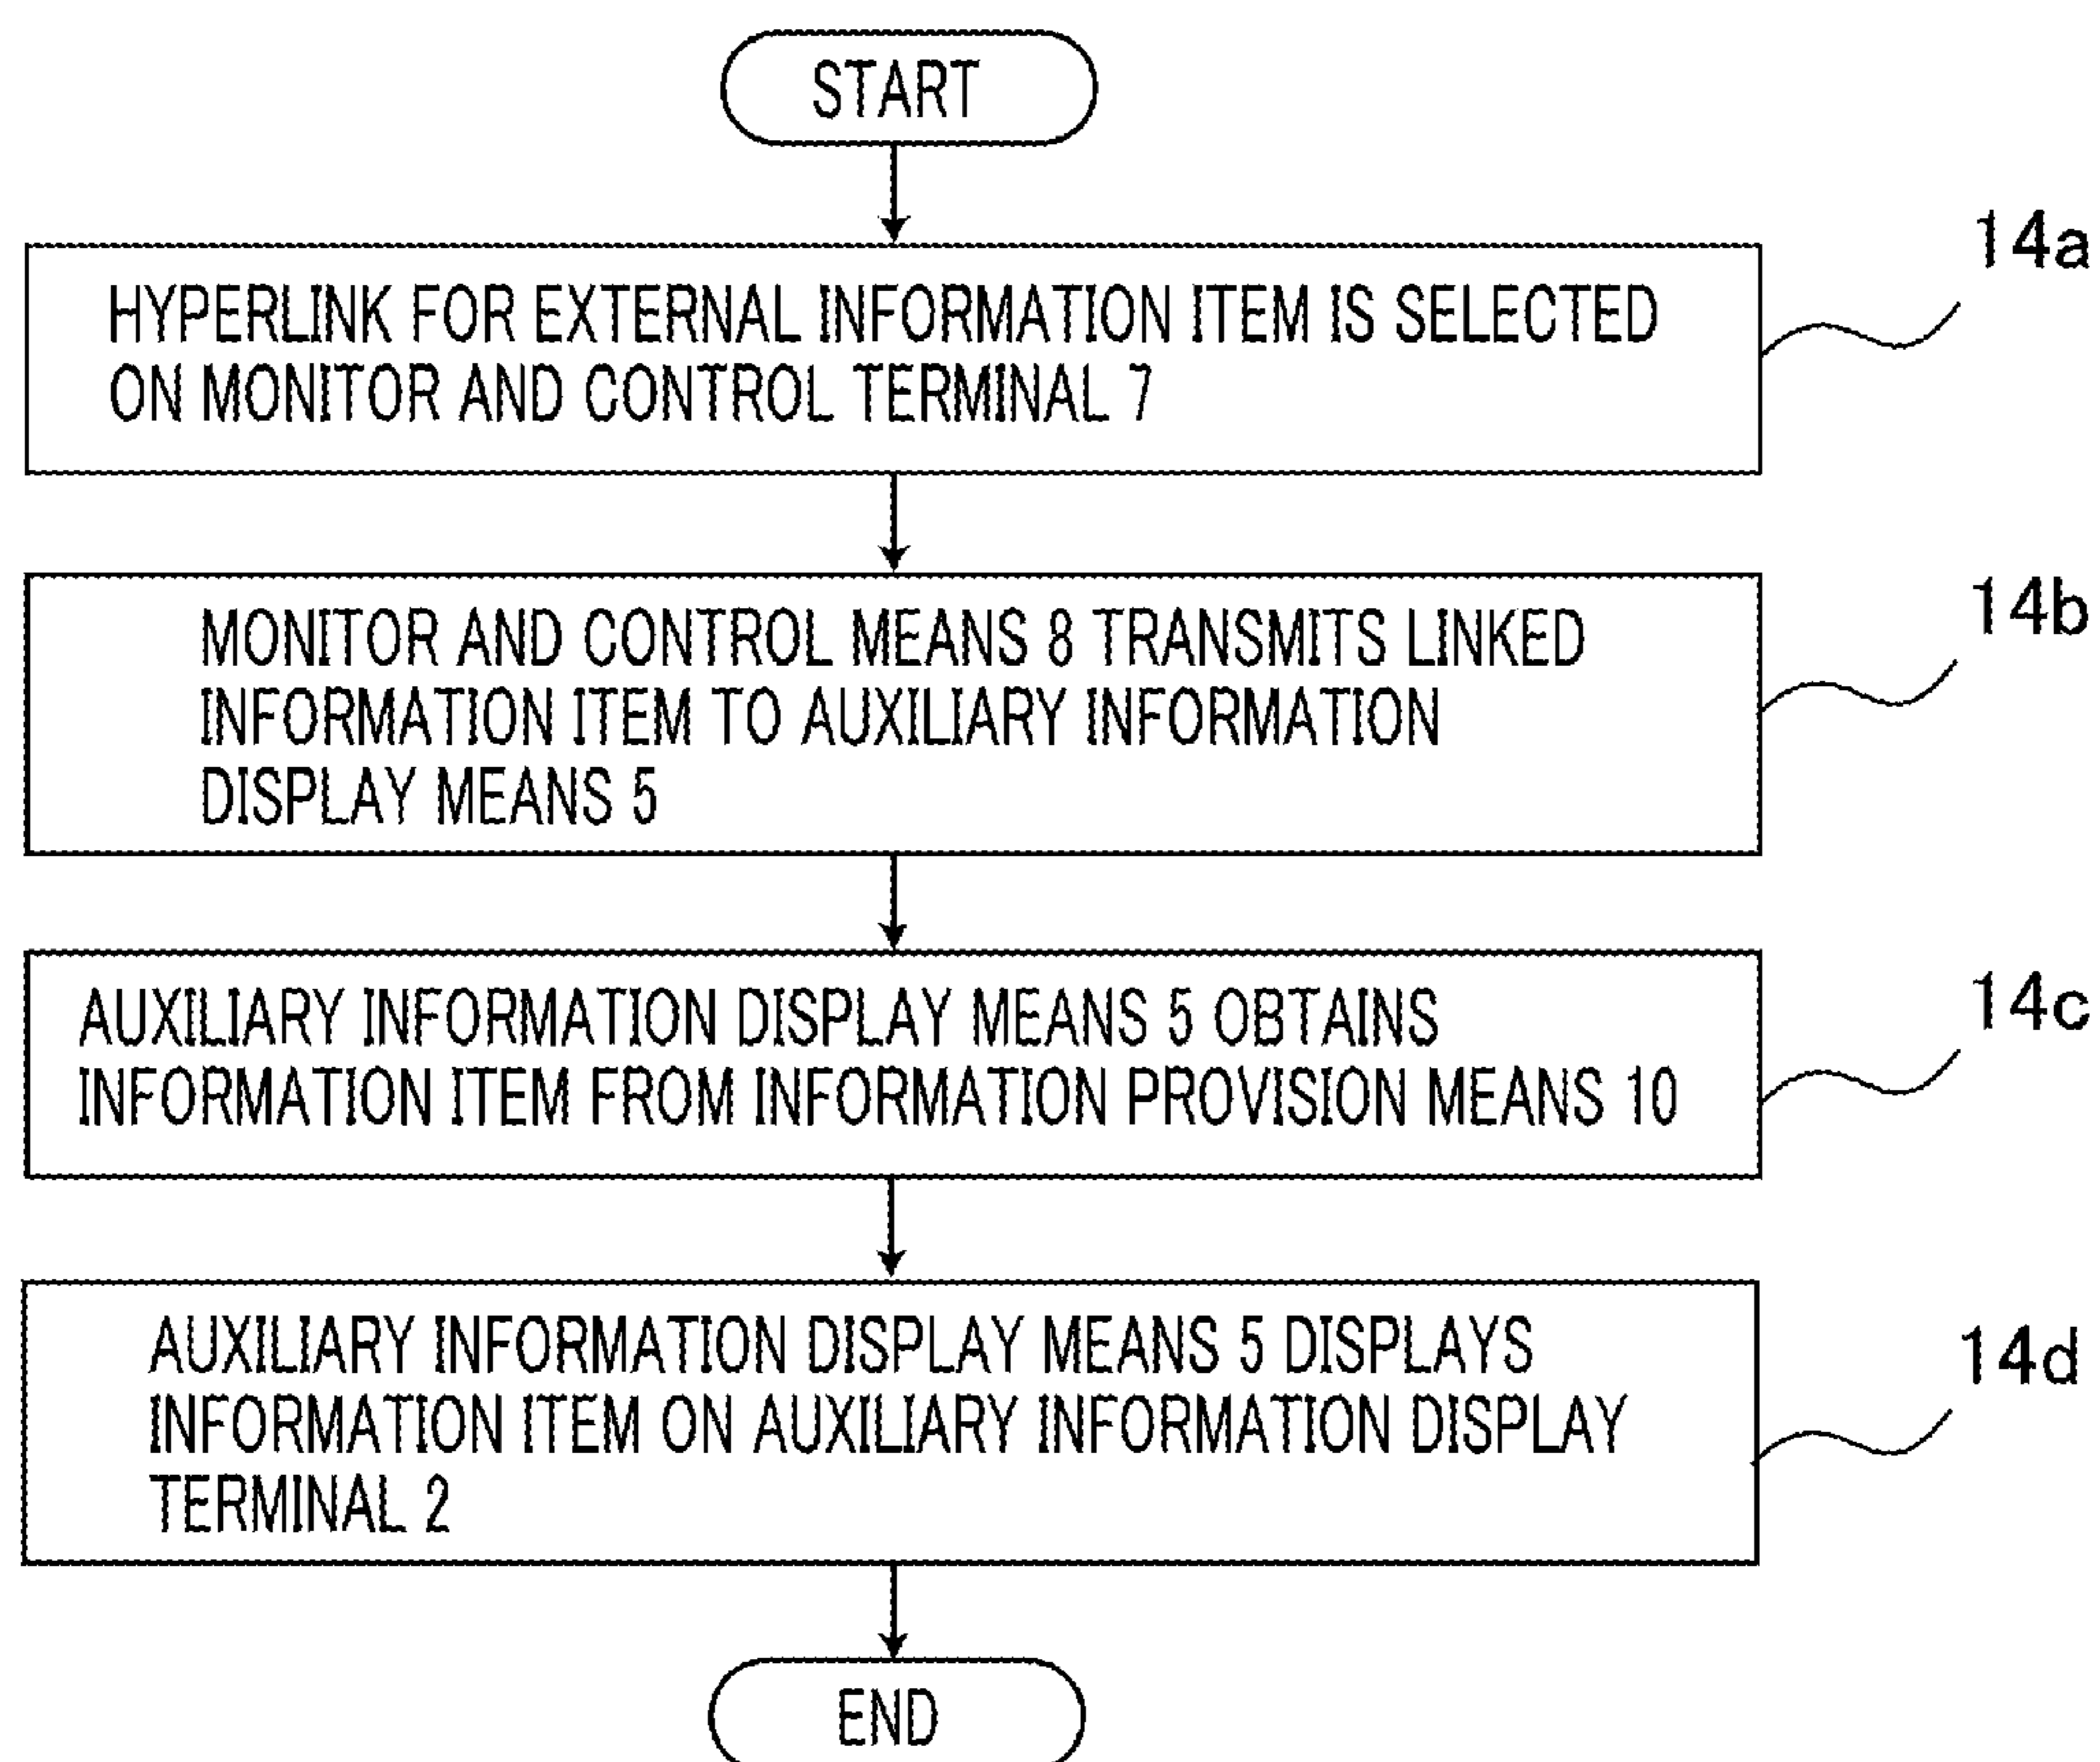 START
14a
HYPERLINK FOR EXTERNAL INFORMATION ITEM IS SELECTED
ON MONITOR AND CONTROL TERMINAL 7
14b
MONITOR AND CONTROL MEANS 8 TRANSMITS LINKED
INFORMATION ITEM TO AUXILIARY INFORMATION
DISPLAY MEANS 5
14c
AUXILIARY INFORMATION DISPLAY MEANS 5 OBTAINS
INFORMATION ITEM FROM INFORMATION PROVISION MEANS 10
14d
AUXILIARY INFORMATION DISPLAY MEANS 5 DISPLAYS
INFORMATION ITEM ON AUXILIARY INFORMATION DISPLAY
TERMINAL 2
END